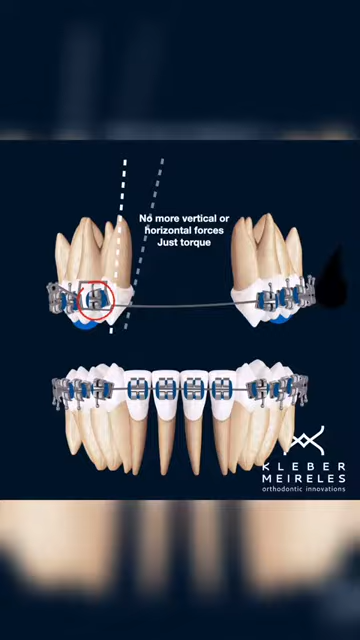 No more vertical or
horizontal forces
Just torque
KLEBER
MEIRELES
orthodontic innovations